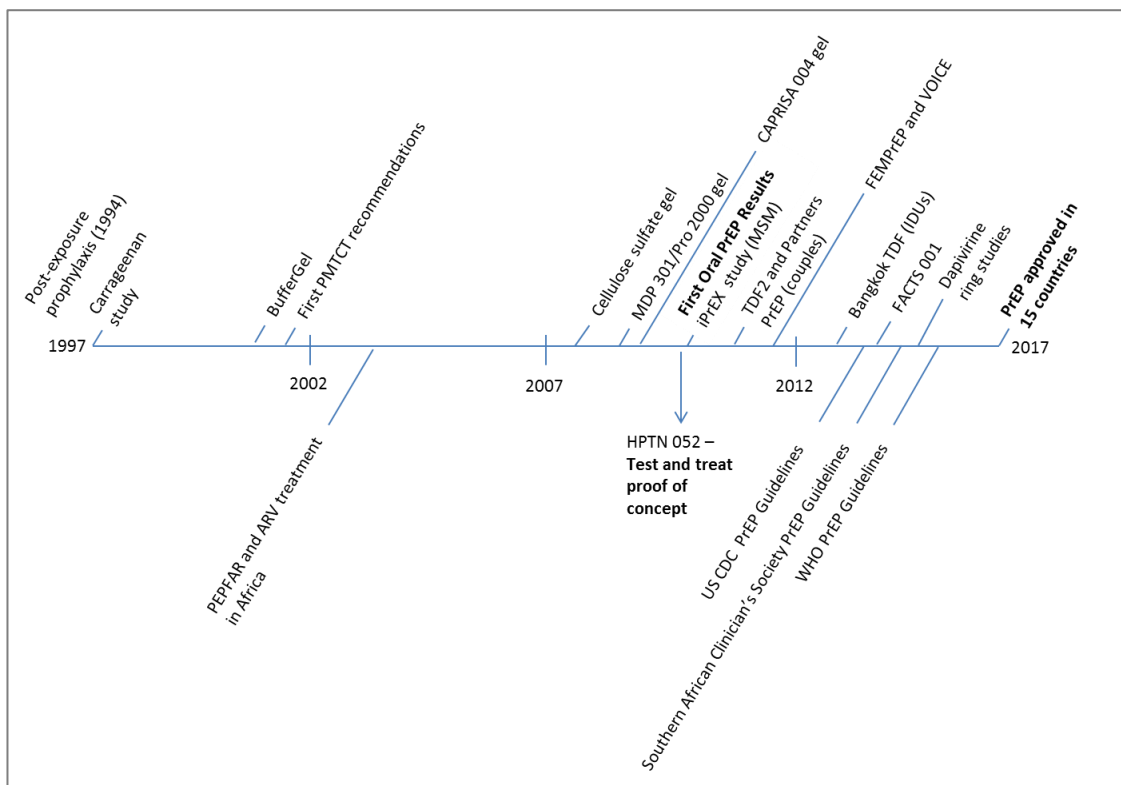 Post-exposure
prophylaxis (1994)
Carrageenan
study
BufferGel
First PMTCT recommendations
Cellulose sulfate gel
MDP 301/Pro 2000 gel
CAPRISA 004 gel
First Oral PrEP Results
iPrEX study (MSM)
TDF2 and Partners
PrEP (couples)
FEMPrEP and VOICE
Bangkok TDF (IDUs)
FACTS 001
Dapivirine
ring studies
PrEP approved in
15 countries
1997
2002
2007
2012
2017
PEPFAR and ARV treatment
in Africa
HPTN 052 –
Test and treat
proof of
concept
US CDC PrEP Guidelines
Southern African Clinician's Society PrEP Guidelines
WHO PrEP Guidelines